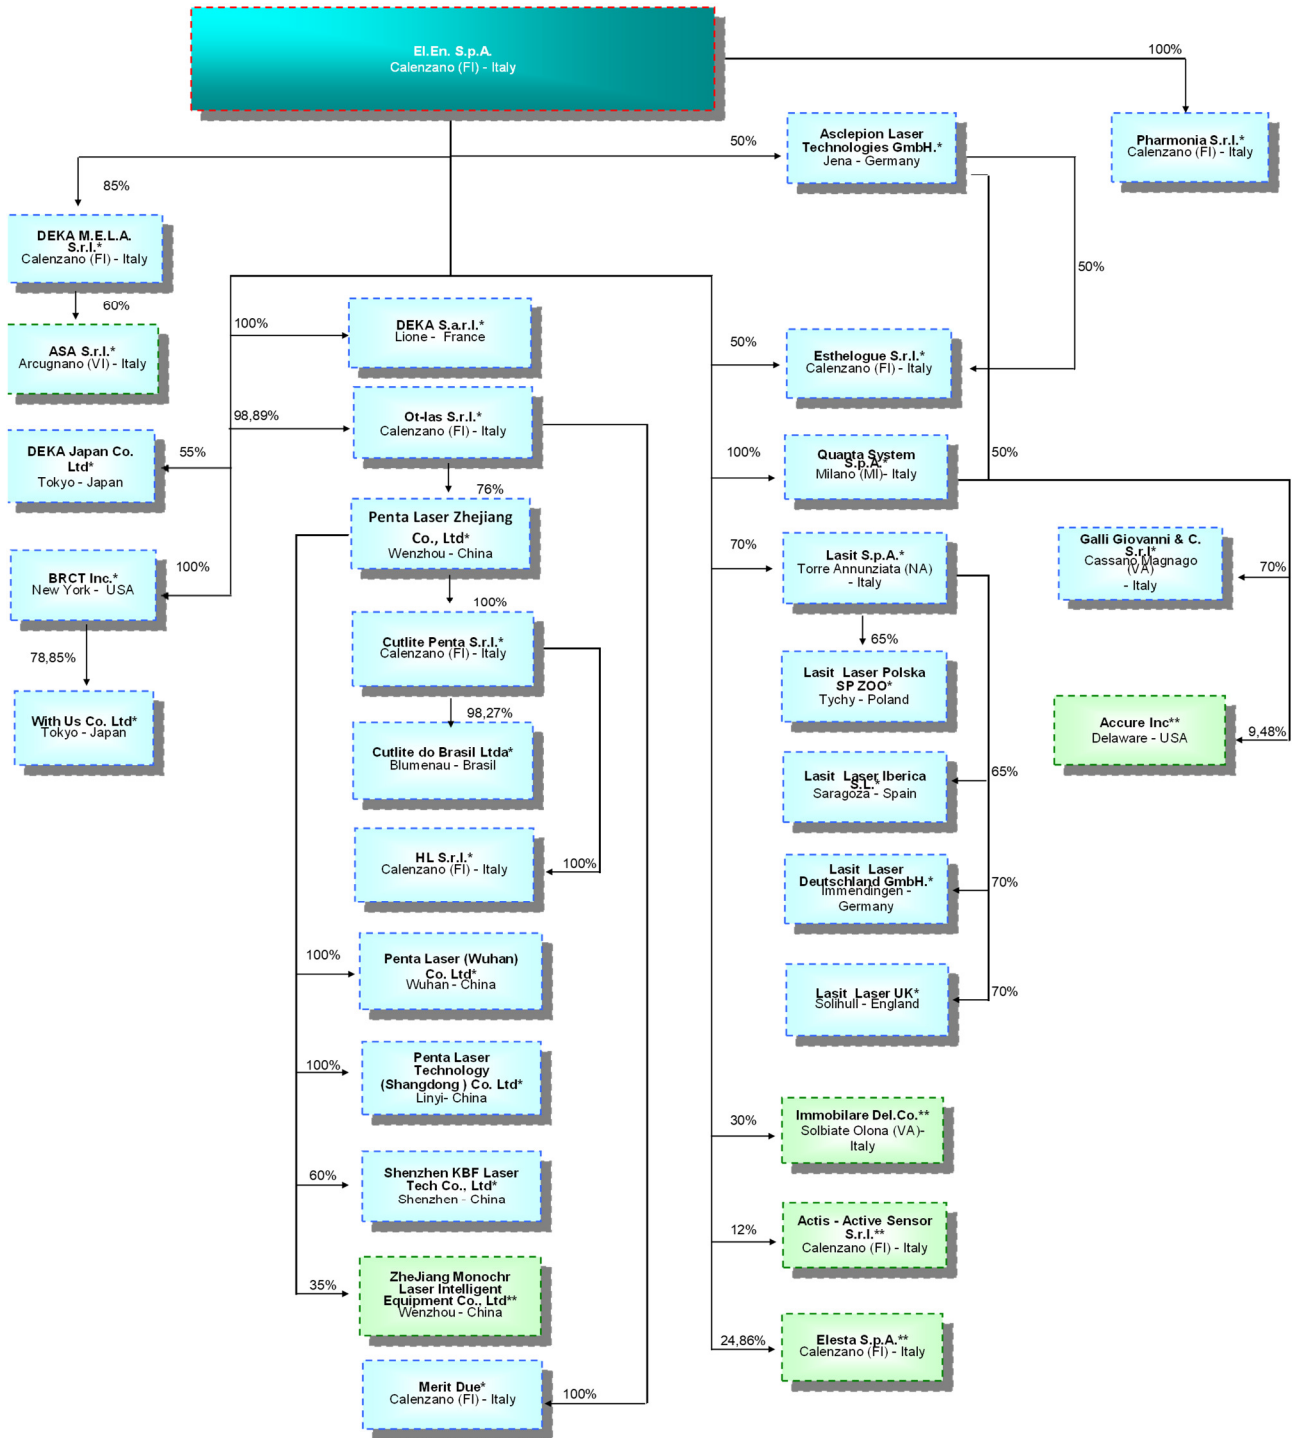 El.En. S.p.A.
Calenzano (FI) - Italy
100%
Asclepion Laser
Technologies GmbH.*
Jena - Germany
Pharmonia S.r.l.*
Calenzano (FI) - Italy
50%
85%
DEKA M.E.L.A.
S.r.l.*
Calenzano (FI) - Italy
50%
60%
DEKA S.a.r.l.*
Lione - France
100%
ASA S.r.l.*
Arcugnano (VI) - Italy
50%
Esthelogue S.r.l.*
Calenzano (FI) - Italy
98,89%
Ot-las S.r.l.*
Calenzano (FI) - Italy
DEKA Japan Co.
Ltd*
Tokyo - Japan
55%
100%
Quanta System
S.p.A.*
Milano (MI)- Italy
50%
76%
Penta Laser Zhejiang
Co., Ltd*
Wenzhou - China
70%
Lasit S.p.A.*
Torre Annunziata (NA)
- Italy
Galli Giovanni & C.
S.r.l*
Cassano Magnago
(VA)
- Italy
70%
BRCT Inc.*
New York - USA
100%
100%
Cutlite Penta S.r.l.*
Calenzano (FI) - Italy
65%
78,85%
Lasit Laser Polska
SP ZOO*
Tychy - Poland
With Us Co. Ltd*
Tokyo - Japan
98,27%
Cutlite do Brasil Ltda*
Blumenau - Brasil
Accure Inc**
Delaware - USA
9,48%
Lasit Laser Iberica
S.L.*
Saragoza - Spain
65%
HL S.r.l.*
Calenzano (FI) - Italy
100%
Lasit Laser
Deutschland GmbH.*
Immendingen -
Germany
70%
100%
Penta Laser (Wuhan)
Co. Ltd*
Wuhan - China
Lasit Laser UK*
Solihull - England
70%
100%
Penta Laser
Technology
(Shangdong ) Co. Ltd*
Linyi- China
30%
Immobilare Del.Co.**
Solbiate Olona (VA)-
Italy
60%
Shenzhen KBF Laser
Tech Co., Ltd*
Shenzhen - China
12%
Actis - Active Sensor
S.r.l.**
Calenzano (FI) - Italy
35%
ZheJiang Monochr
Laser Intelligent
Equipment Co., Ltd**
Wenzhou - China
24,86%
Elesta S.p.A.**
Calenzano (FI) - Italy
Merit Due*
Calenzano (FI) - Italy
100%